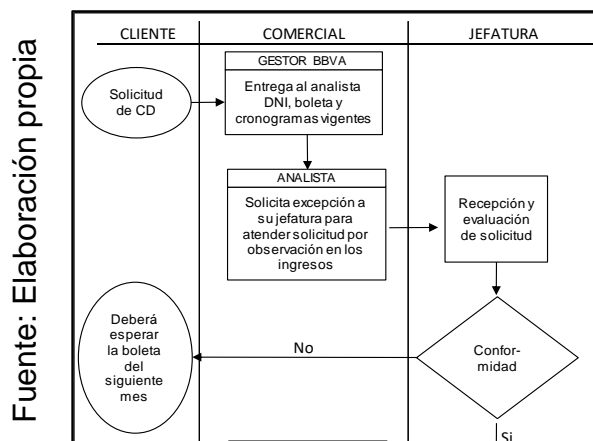 CLIENTE
COMERCIAL
JEFATURA
GESTOR BBVA
Solicitud
de CD
Entrega al analista
DNI, boleta y
cronogramas vigentes
ANALISTA
Solicita excepción a
su jefatura para
atender solicitud por
observación en los
ingresos
Recepción y
evaluación
de solicitud
Deberá
esperar
la boleta
del
siguiente
mes
No
Confor-
midad
Si
Fuente: Elaboración propia